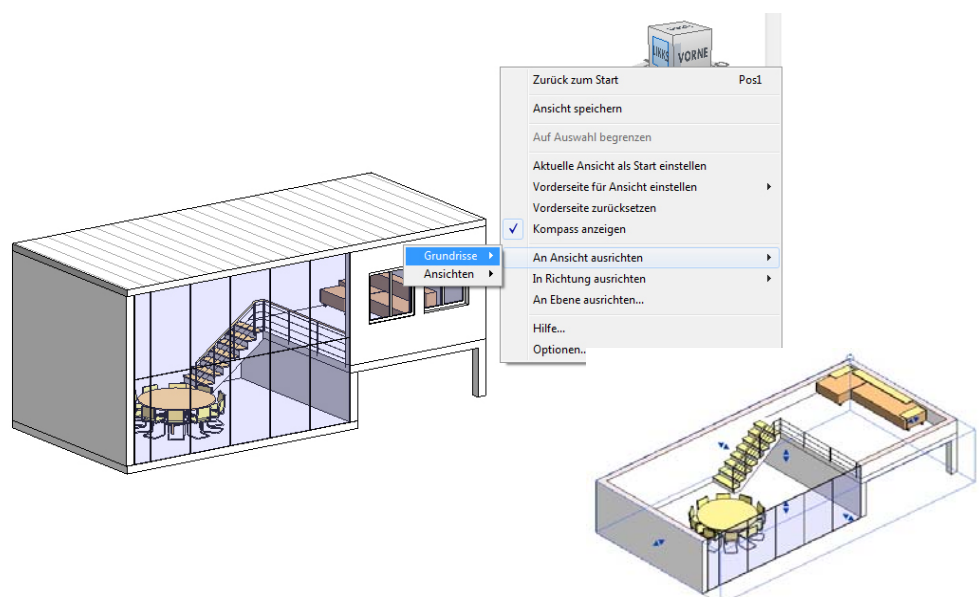 LINKS
VORNE
Zurück zum Start Pos1
Ansicht speichern
Auf Auswahl begrenzen
Aktuelle Ansicht als Start einstellen
Vorderseite für Ansicht einstellen
Vorderseite zurücksetzen
Kompass anzeigen
An Ansicht ausrichten
In Richtung ausrichten
An Ebene ausrichten...
Hilfe...
Optionen..
Grundrisse
Ansichten